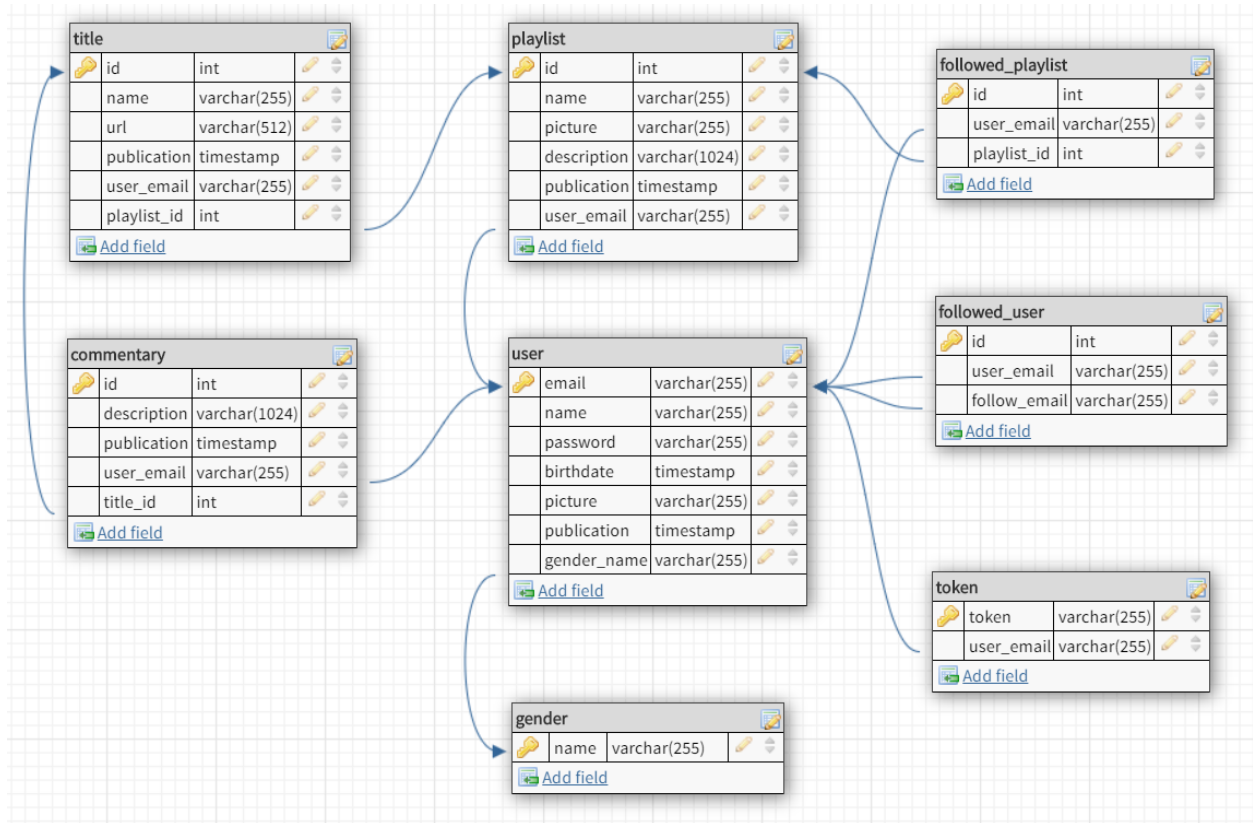 title
id int
name varchar(255)
url varchar(512)
publication timestamp
user_email varchar(255)
playlist_id int
Add field
playlist
id int
name varchar(255)
picture varchar(255)
description varchar(1024)
publication timestamp
user_email varchar(255)
Add field
followed_playlist
id int
user_email varchar(255)
playlist_id int
Add field
commentary
id int
description varchar(1024)
publication timestamp
user_email varchar(255)
title_id int
Add field
user
email varchar(255)
name varchar(255)
password varchar(255)
birthdate timestamp
picture varchar(255)
publication timestamp
gender_name varchar(255)
Add field
followed_user
id int
user_email varchar(255)
follow_email varchar(255)
Add field
token
token varchar(255)
user_email varchar(255)
Add field
gender
name varchar(255)
Add field